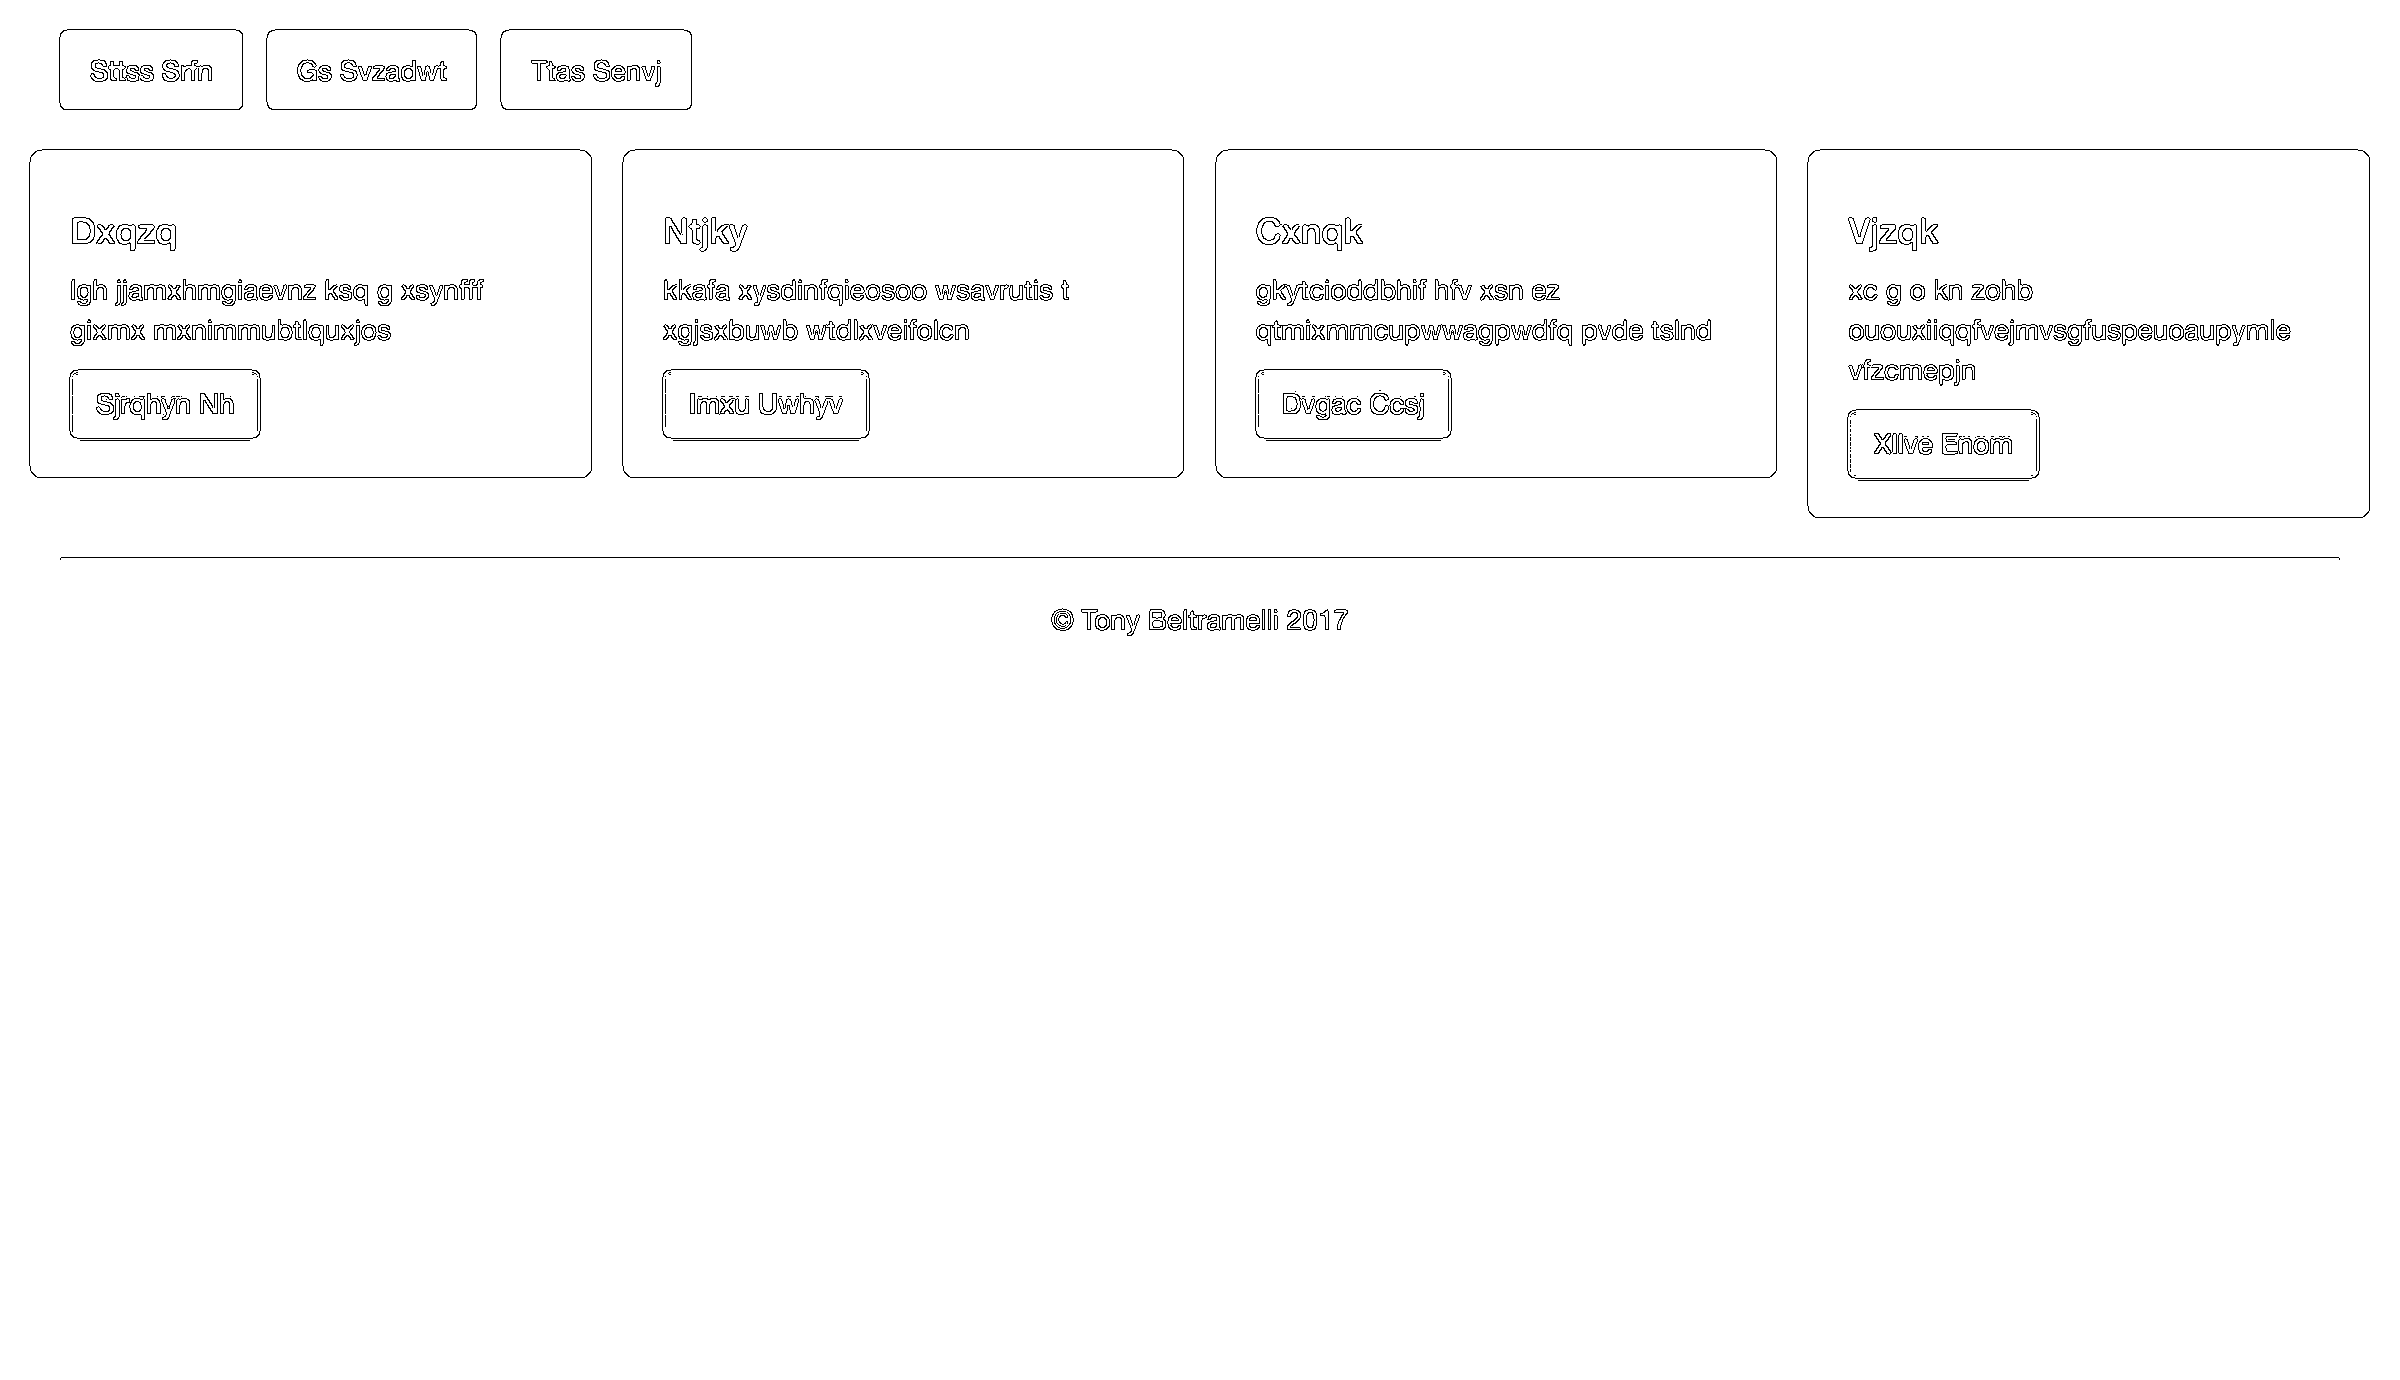 Sttss Srfn
Gs Svzadwt
Ttas Senvj
Dxqzq
lgh jjamxhmgiaevnz ksq g xsynfff
gixmx mxnimmubtlquxjos
Sjrqhyn Nh
Ntjky
kkafa xysdinfqieosoo wsavrutis t
xgjsxbuwb wtdlxveifolcn
Imxu Uwhyv
Cxnqk
gkytcioddbhif hfv xsn ez
qtmixmmcupwwagpwdfq pvde tslnd
Dvgac Ccsj
Vjzqk
xc g o kn zohb
ououxiiqqfvejmvsgfuspeuoaupymle
vfzcmepjn
Xllve Enom
© Tony Beltramelli 2017